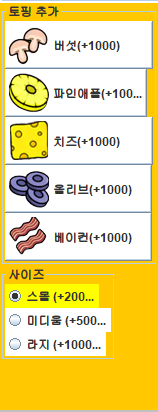 토핑 추가
버섯(+1000)
파인애플(+100...
치즈(+1000)
올리브(+1000)
베이컨(+1000)
사이즈
스몰 (+200...
미디움 (+500...
라지 (+1000...